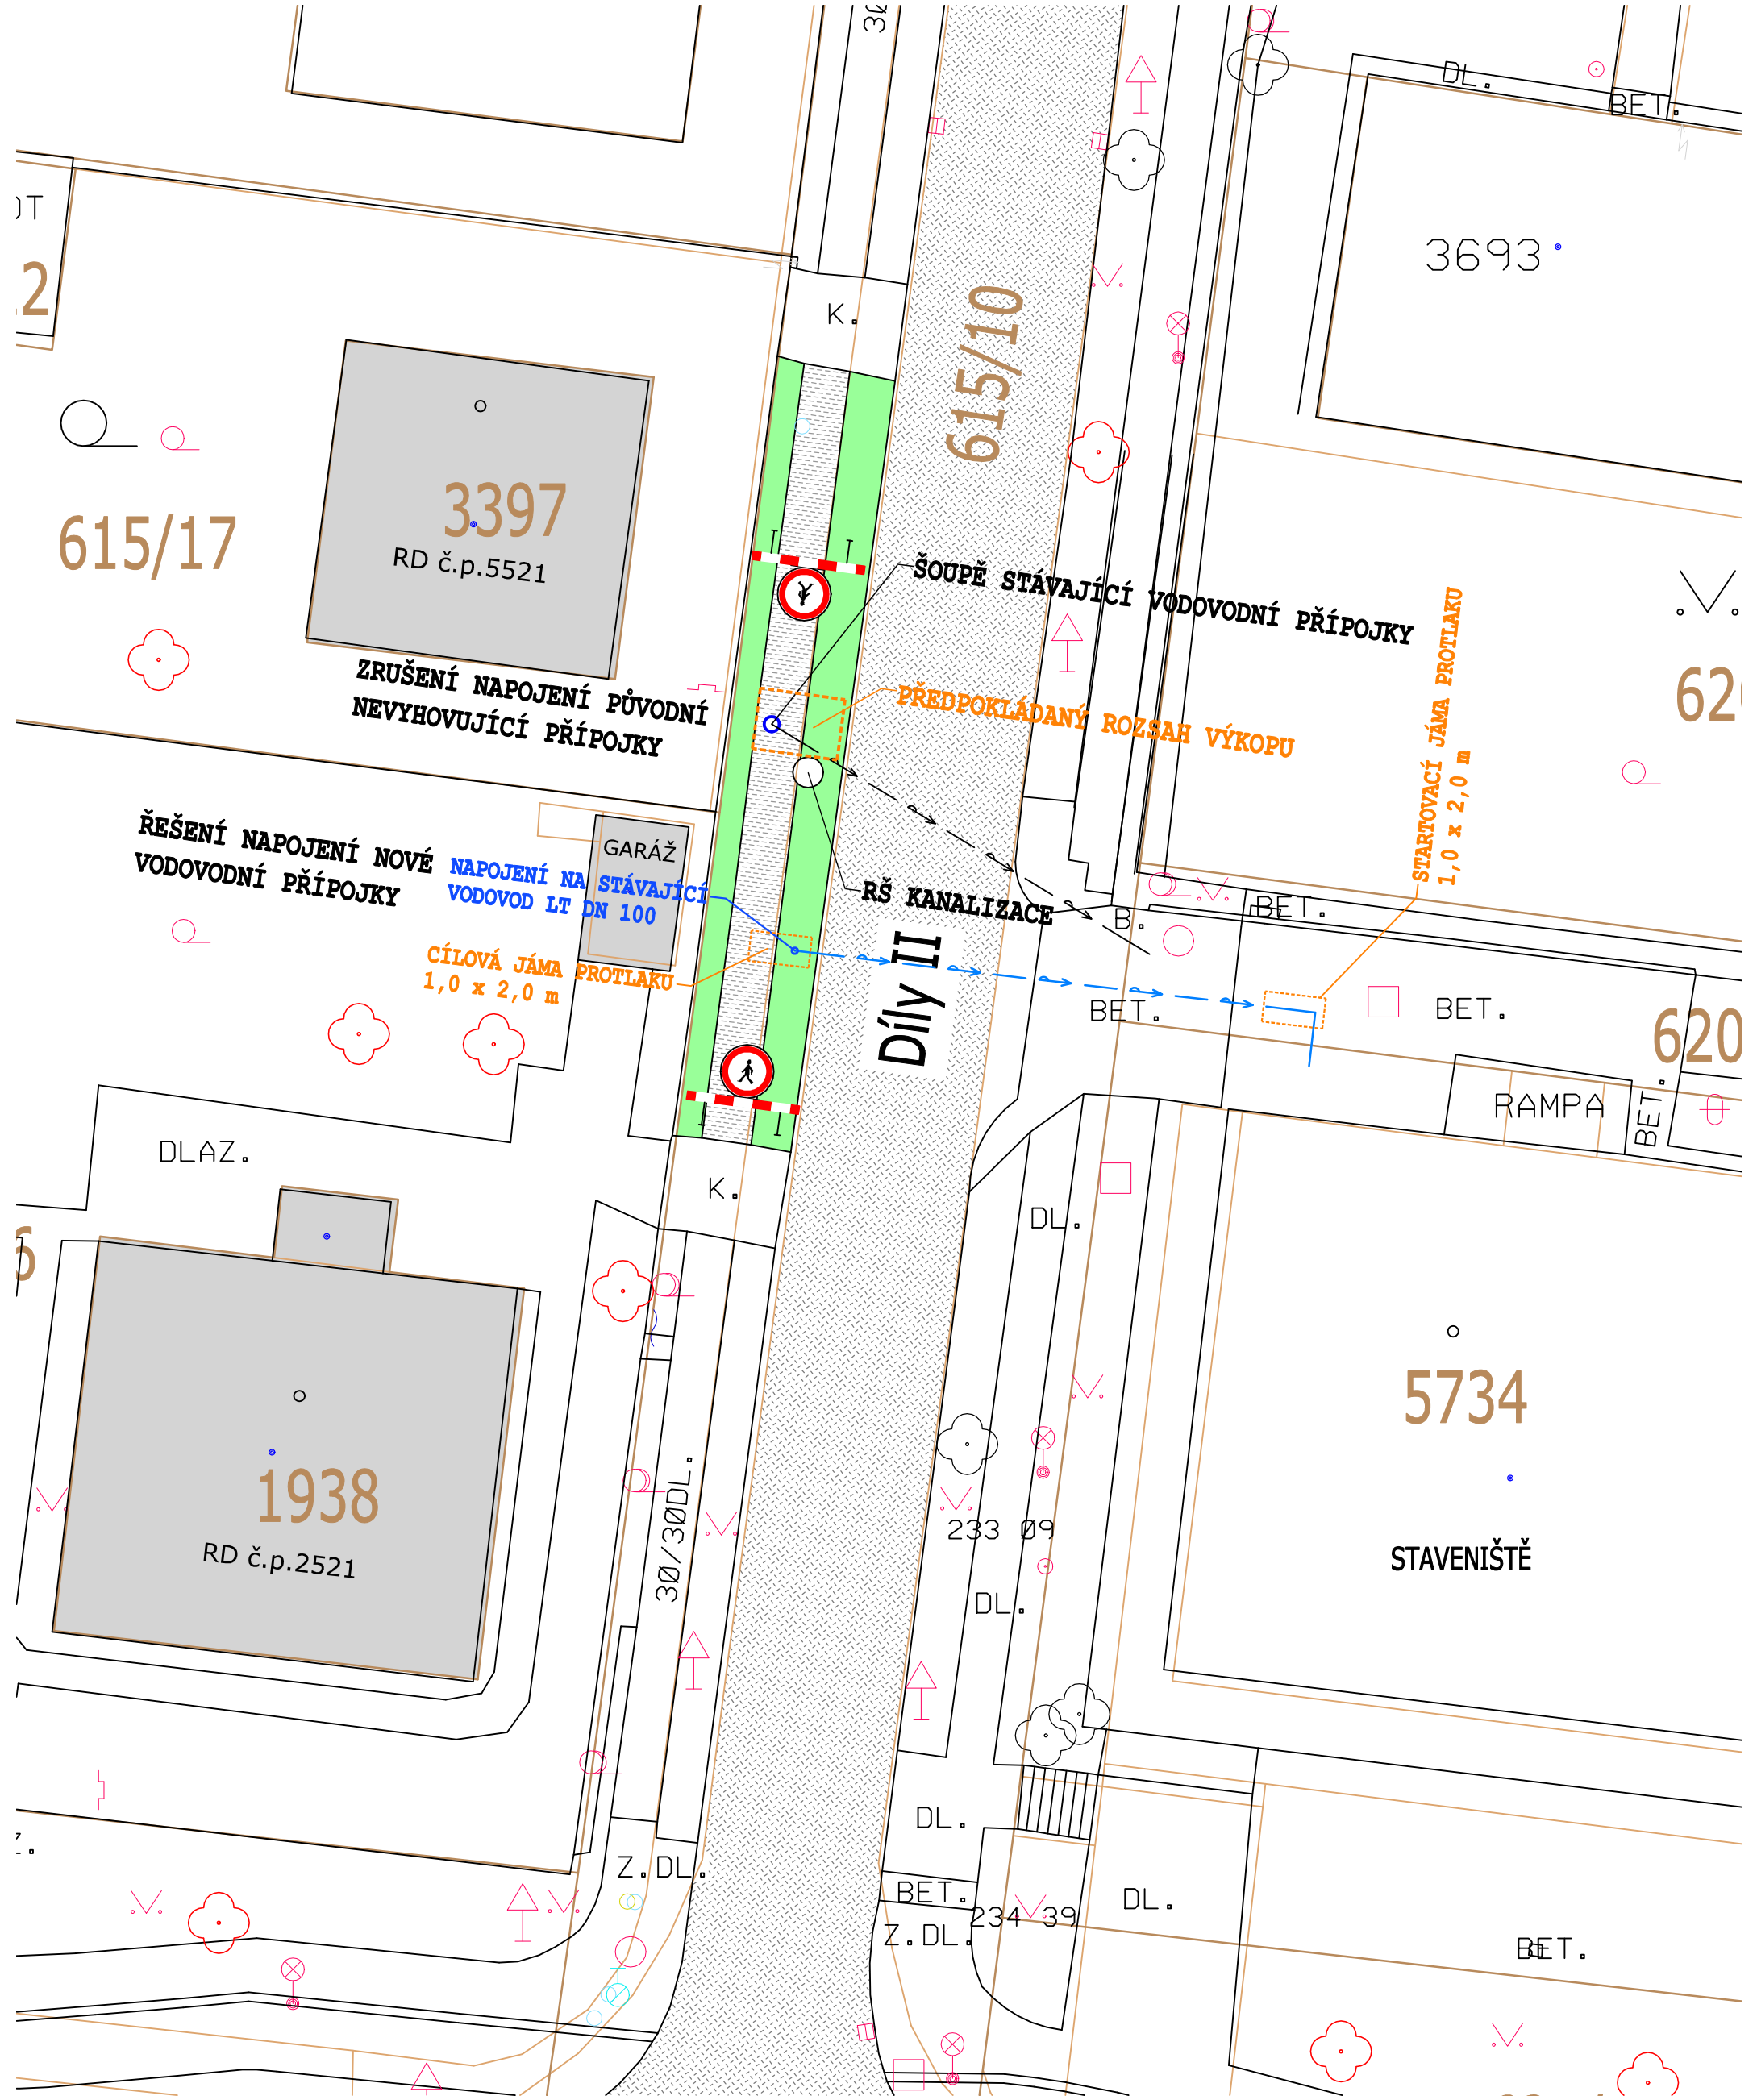 DL.
BET.
3693
K.
615/10
3397
RD č.p.5521
615/17
ŠOUPĚ STÁVAJÍCÍ VODOVODNÍ PŘÍPOJKY
ZRUŠENÍ NAPOJENÍ PŮVODNÍ
NEVYHOVUJÍCÍ PŘÍPOJKY
PŘEDPOKLÁDANÝ ROZSAH VÝKOPU
STARTOVACÍ JÁMA PROTLAKU
1,0 x 2,0 m
ŘEŠENÍ NAPOJENÍ NOVÉ
VODOVODNÍ PŘÍPOJKY
GARÁŽ
NAPOJENÍ NA STÁVAJÍCÍ
VODOVOD LT DN 100
RŠ KANALIZACE
B.
BET.
CÍLOVÁ JÁMA PROTLAKU
1,0 x 2,0 m
Díly II
BET.
BET.
620
RAMPA
BET.
DLAZ.
K.
DL.
5734
1938
RD č.p.2521
30/30DL.
233 09
STAVENIŠTĚ
DL.
DL.
Z.DL.
BET.
DL.
234 39
Z.DL.
BET.